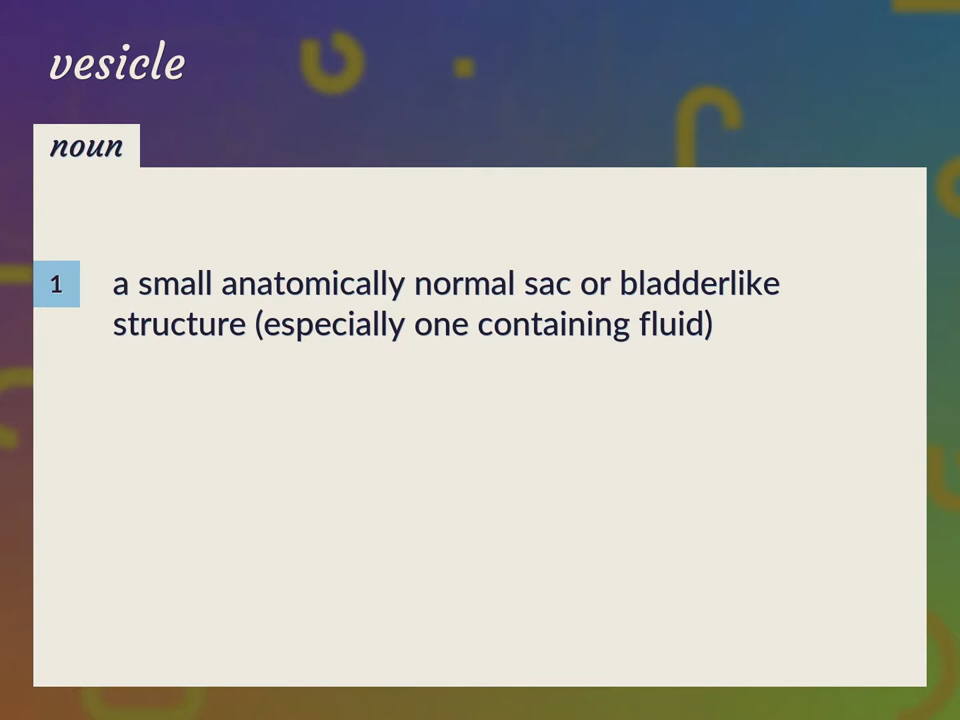 vesicle
noun
1
a small anatomically normal sac or bladderlike
structure (especially one containing fluid)